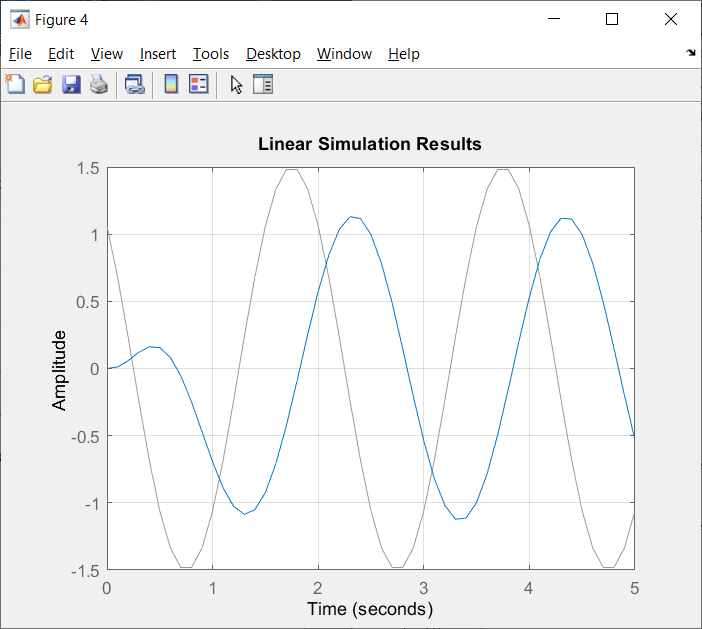 Figure 4
File Edit View Insert Tools Desktop Window Help
Linear Simulation Results
1.5
1
0.5
0
-0.5
-1
-1.5
Amplitude
0 1 2 3 4 5
Time (seconds)